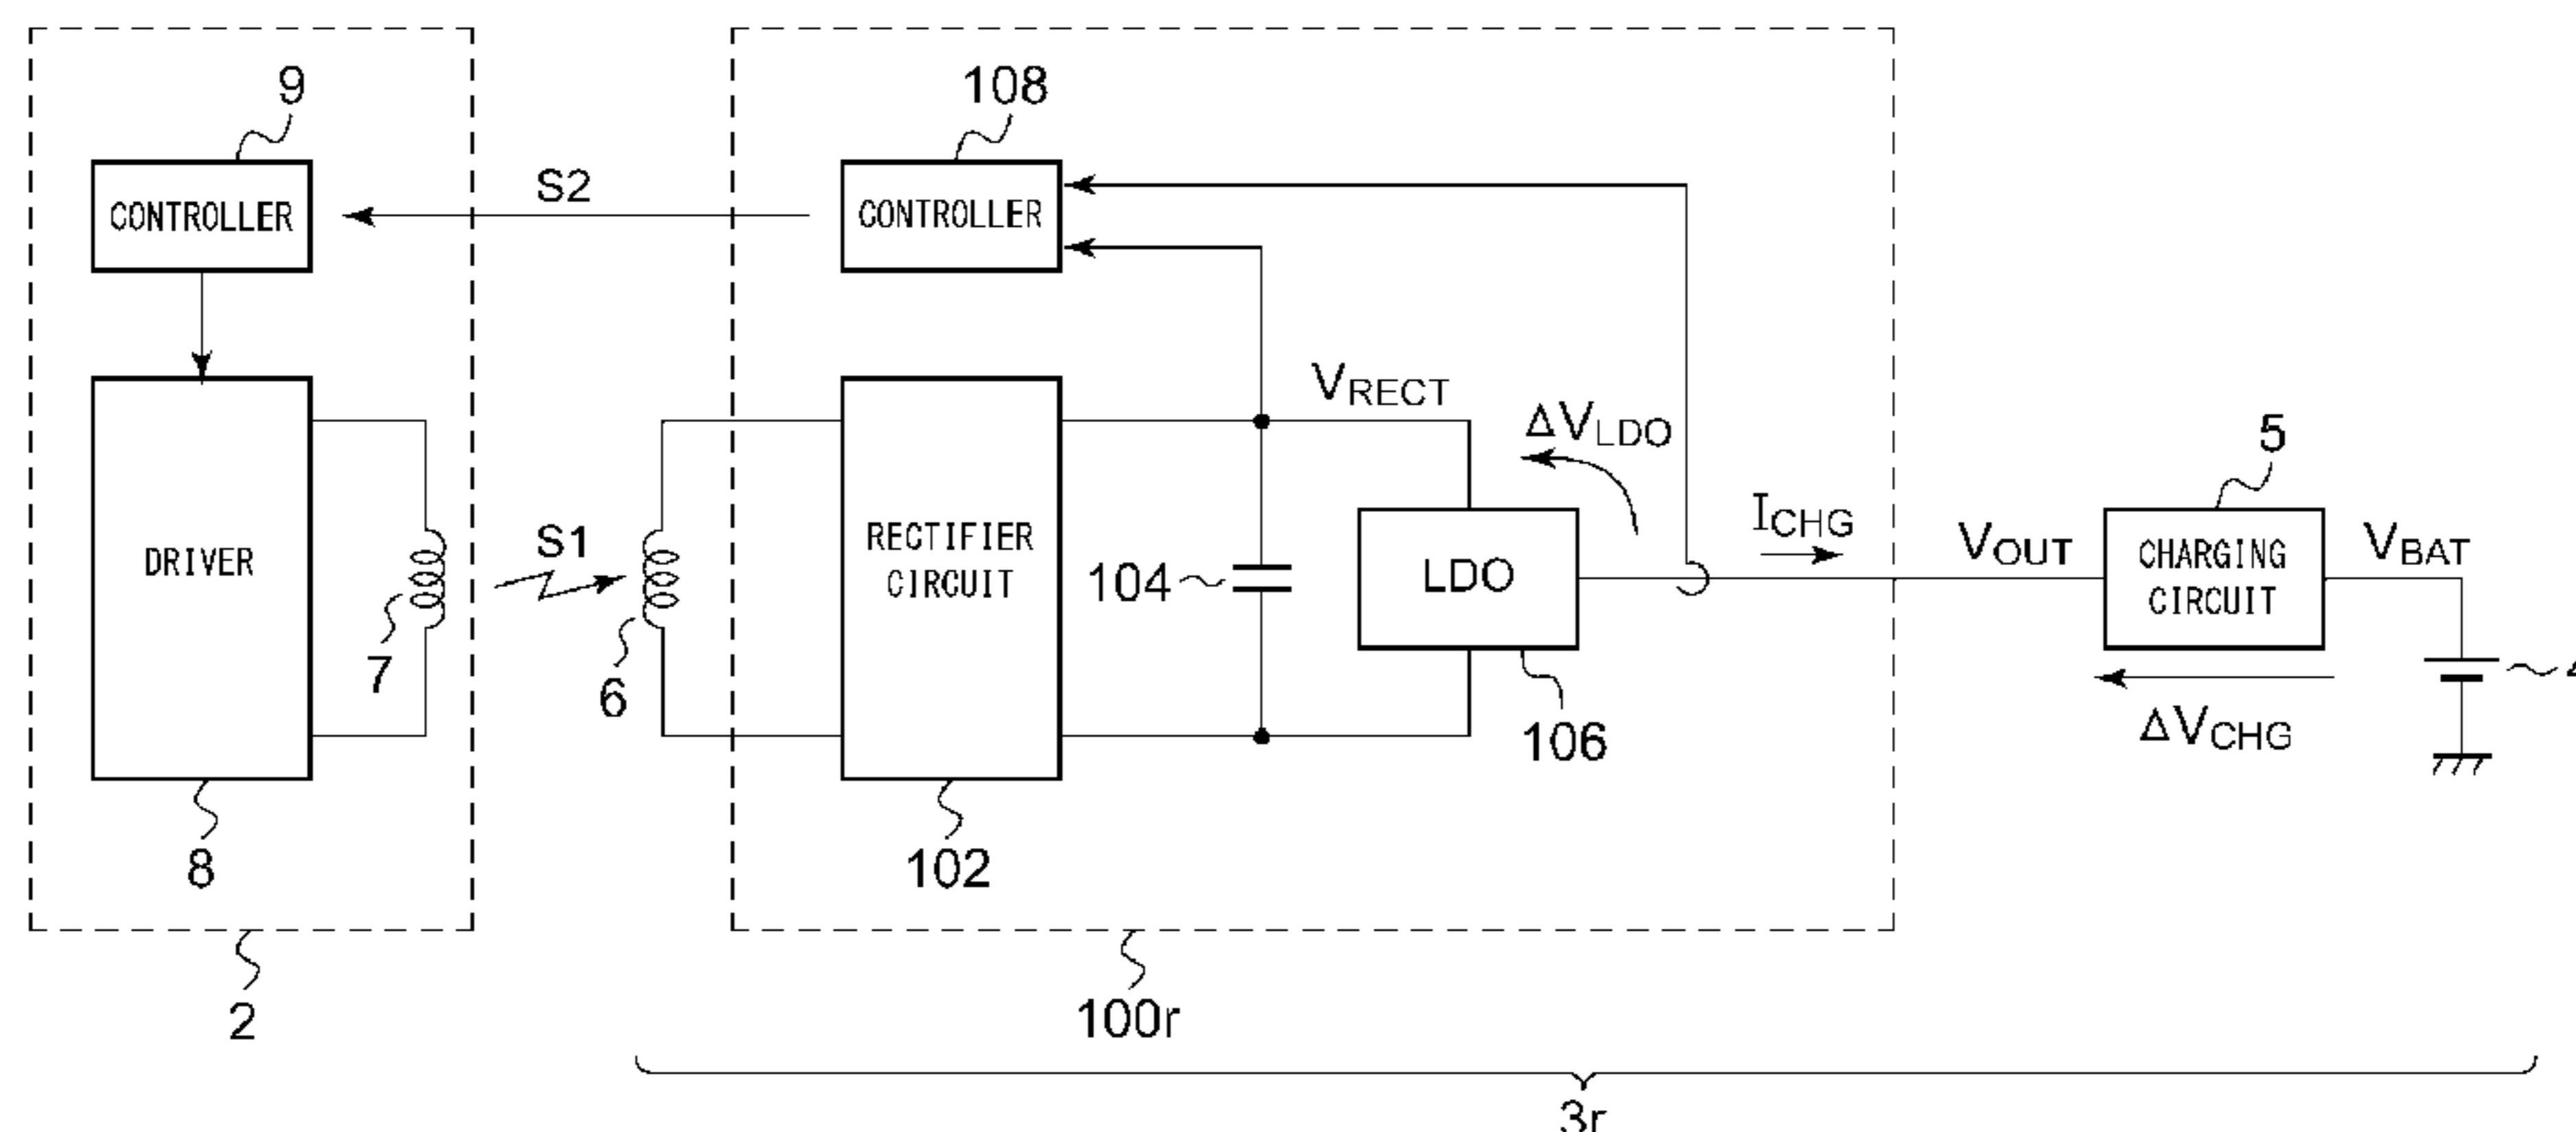 9
108
CONTROLLER
S2
CONTROLLER
VRECT
ΔVLDO
5
DRIVER
S1
RECTIFIER
CIRCUIT
104
LDO
ICHG
VOUT
CHARGING
CIRCUIT
VBAT
7
6
106
ΔVCHG
8
102
2
100r
3r